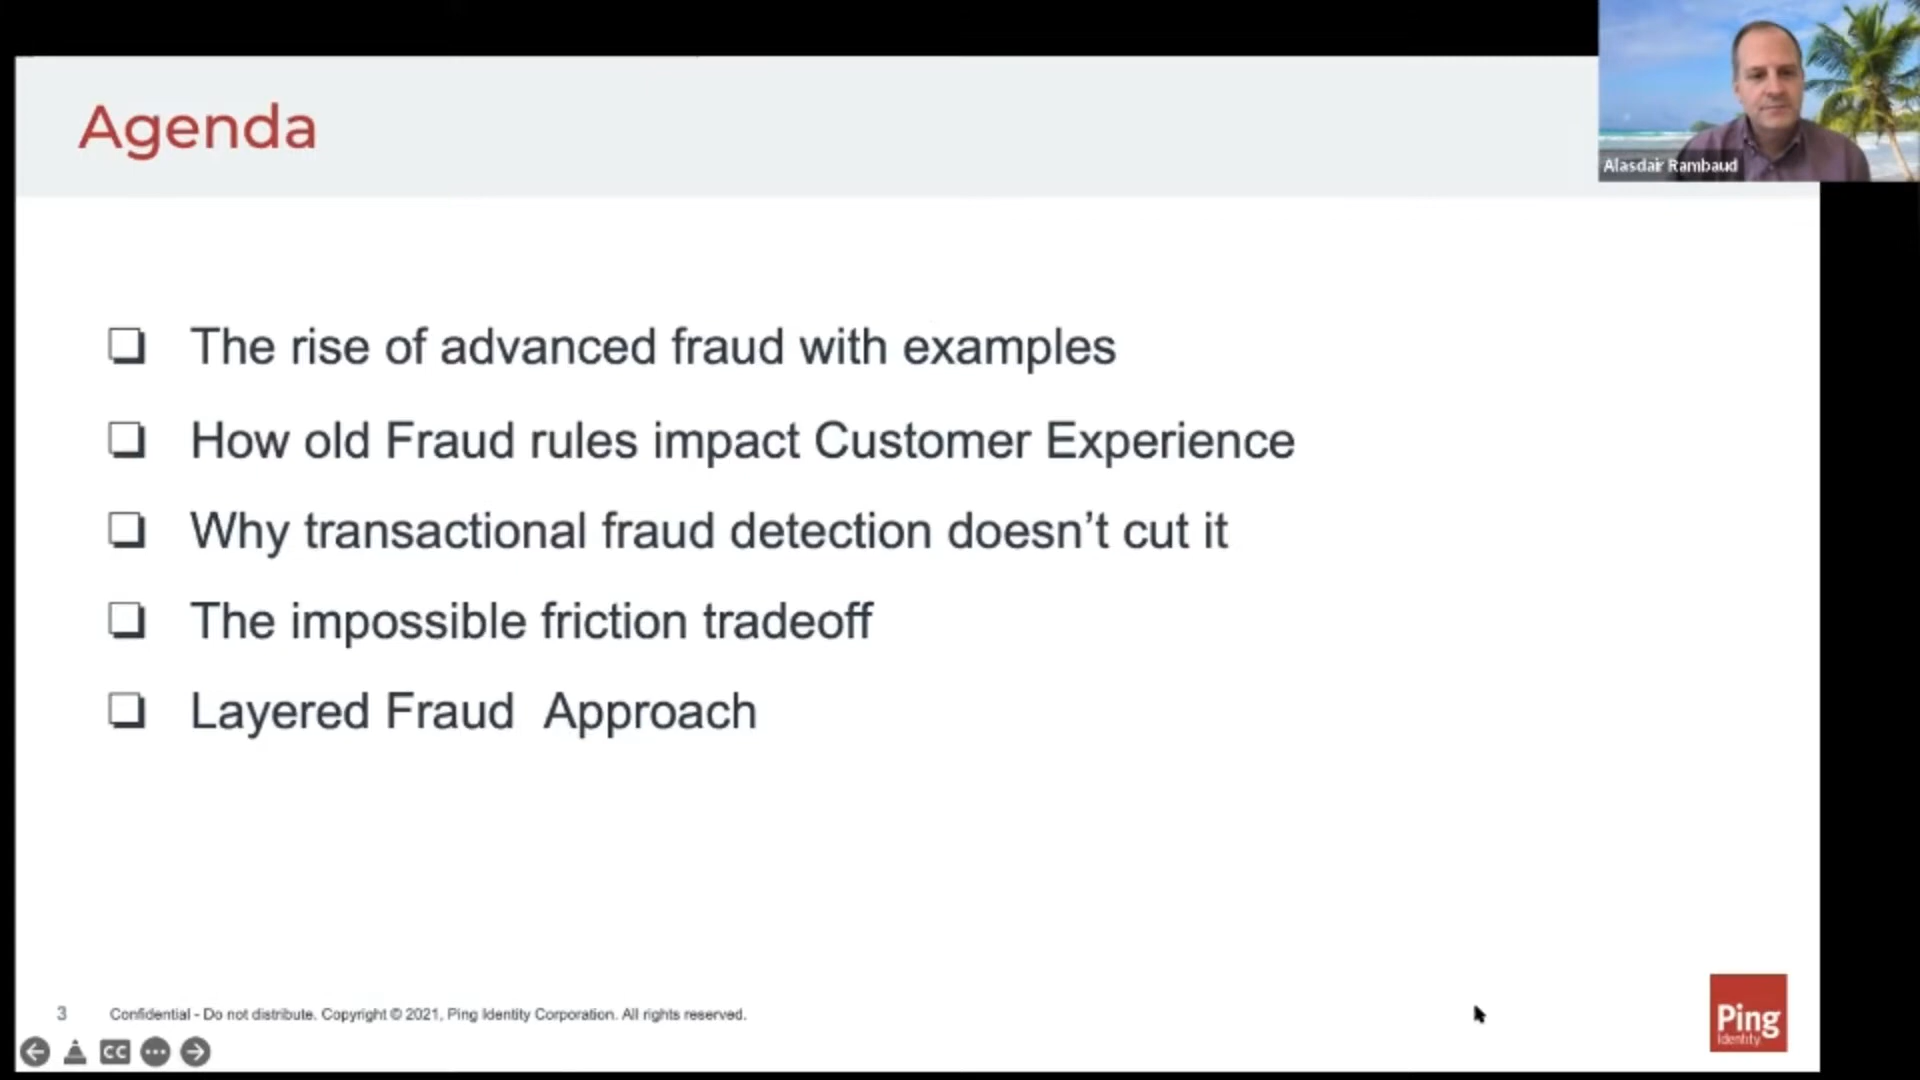 Agenda
Alasdair Rambaud
The rise of advanced fraud with examples
How old Fraud rules impact Customer Experience
Why transactional fraud detection doesn’t cut it
The impossible friction tradeoff
Layered Fraud  Approach
3 Confidential - Do not distribute. Copyright © 2021, Ping Identity Corporation. All rights reserved.
Ping
Identity
CC